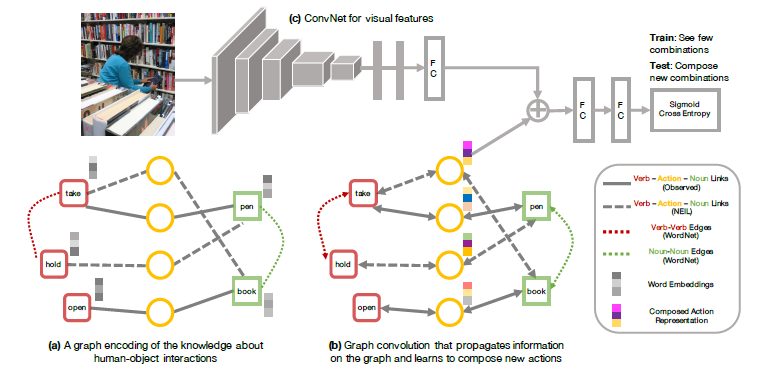 (c) ConvNet for visual features
Train: See few
combinations
Test: Compose
new combinations
F
C
F
C
F
C
Sigmoid
Cross Entropy
take
hold
open
pen
book
(a) A graph encoding of the knowledge about
human-object interactions
take
hold
open
pen
book
(b) Graph convolution that propagates information
on the graph and learns to compose new actions
Verb – Action – Noun Links
(Observed)
Verb – Action – Noun Links
(NEIL)
Verb-Verb Edges
(WordNet)
Noun-Noun Edges
(WordNet)
Word Embeddings
Composed Action
Representation